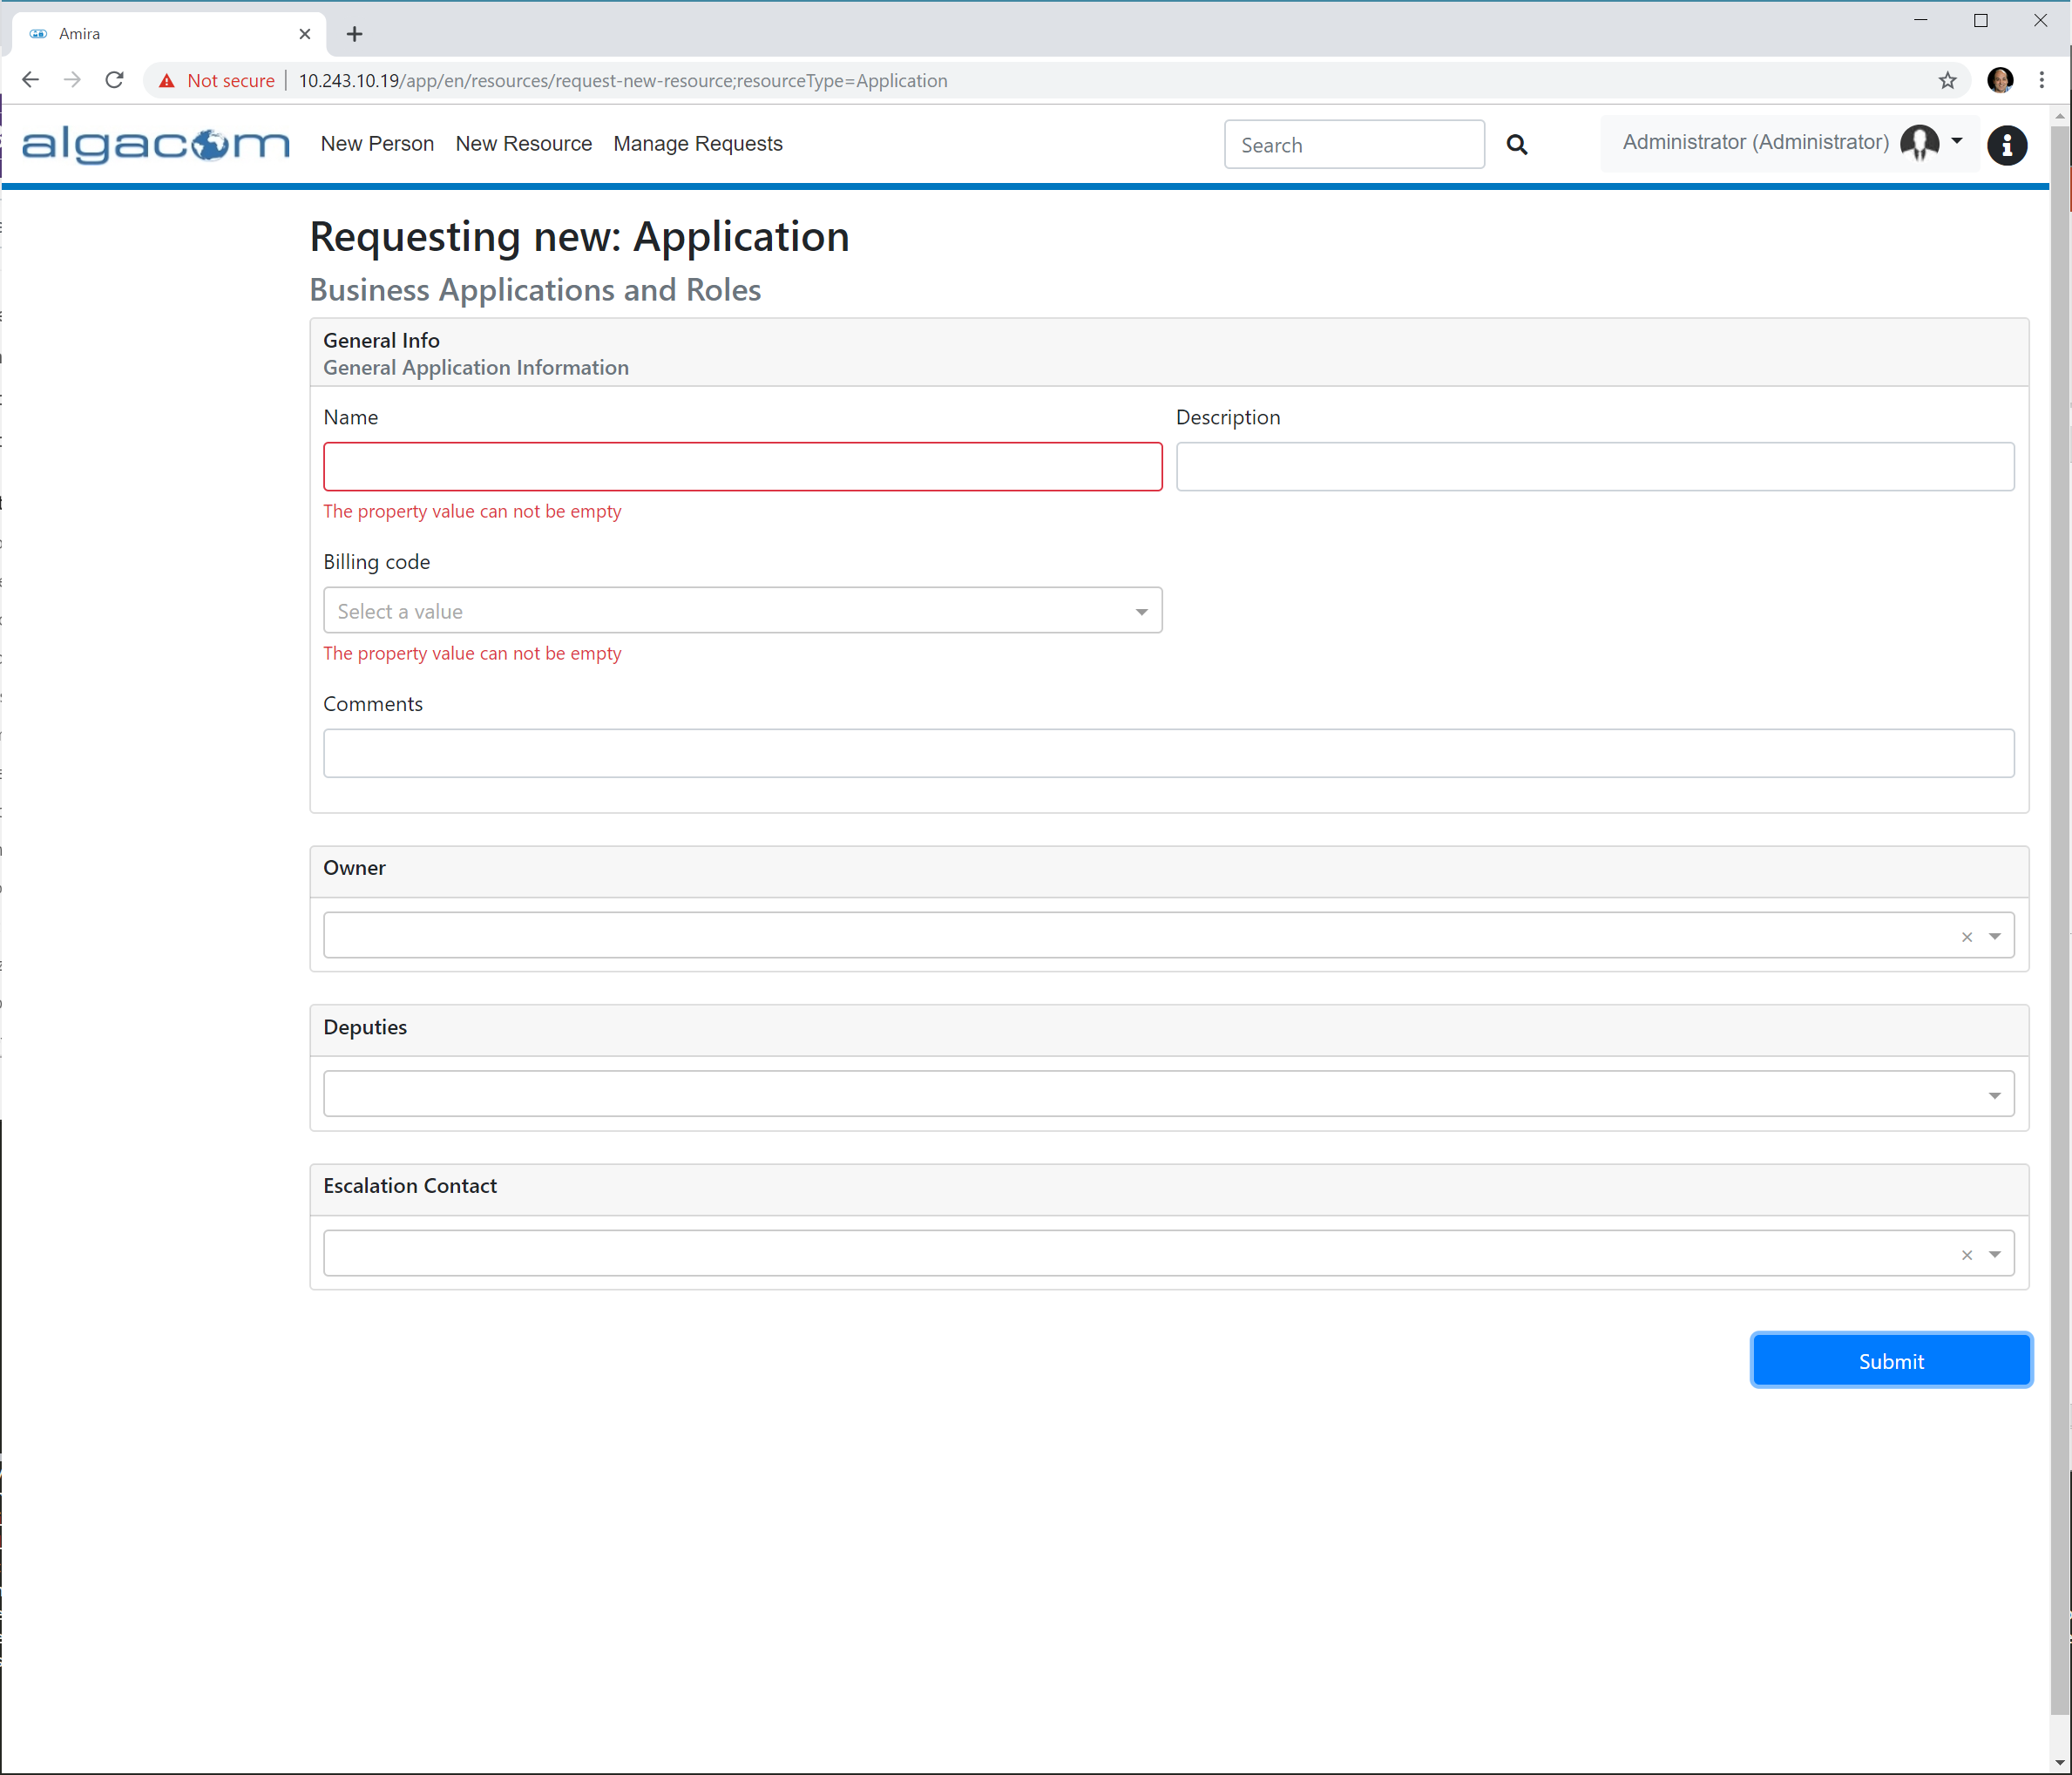 Amira
Not secure 10.243.10.19/app/en/resources/request-new-resource;resourceType=Application
algacom New Person New Resource Manage Requests Search Administrator (Administrator)
Requesting new: Application
Business Applications and Roles
General Info
General Application Information
Name Description
The property value can not be empty
Billing code
Select a value
The property value can not be empty
Comments
Owner
Deputies
Escalation Contact
Submit